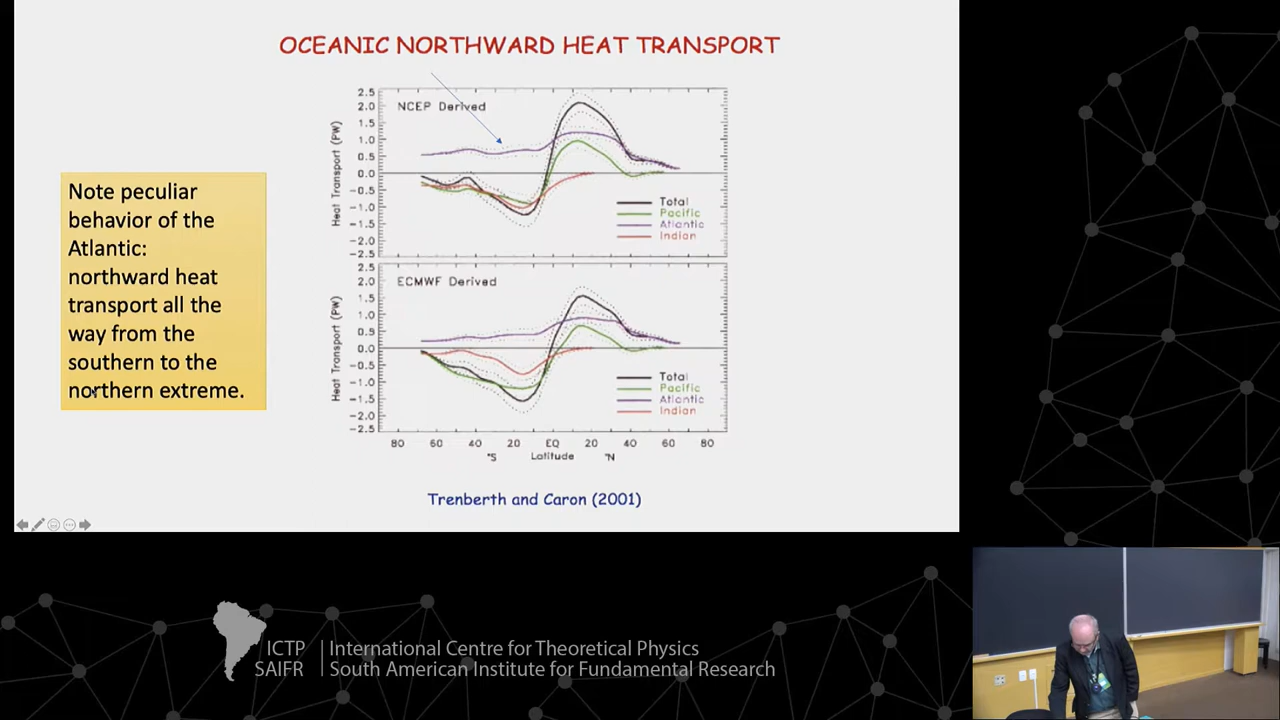 OCEANIC NORTHWARD HEAT TRANSPORT
Note peculiar
behavior of the
Atlantic:
northward heat
transport all the
way from the
southern to the
northern extreme.
NCEP Derived
Heat Transport (PW)
2.5
2.0
1.5
1.0
0.5
0.0
-0.5
-1.0
-1.5
-2.0
-2.5
Total
Pacific
Atlantic
Indian
ECMWF Derived
Heat Transport (PW)
2.5
2.0
1.5
1.0
0.5
0.0
-0.5
-1.0
-1.5
-2.0
-2.5
Total
Pacific
Atlantic
Indian
80 60 40 20 EQ 20 40 60 80
°S Latitude °N
Trenberth and Caron (2001)
ICTP International Centre for Theoretical Physics
SAIFR South American Institute for Fundamental Research